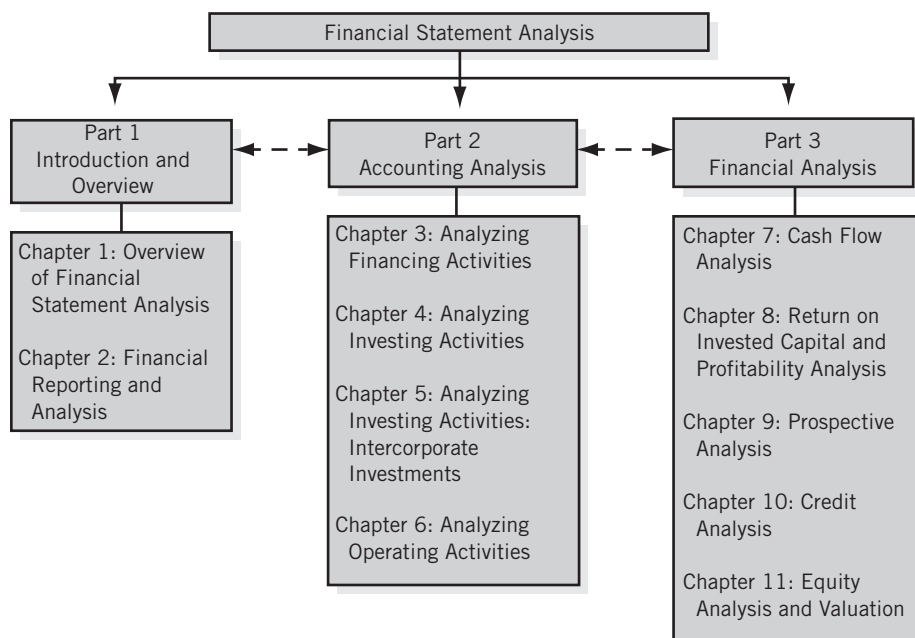 Financial Statement Analysis
Part 1
Introduction and
Overview
Chapter 1: Overview
of Financial
Statement Analysis
Chapter 2: Financial
Reporting and
Analysis
Part 2
Accounting Analysis
Chapter 3: Analyzing
Financing Activities
Chapter 4: Analyzing
Investing Activities
Chapter 5: Analyzing
Investing Activities:
Intercorporate
Investments
Chapter 6: Analyzing
Operating Activities
Part 3
Financial Analysis
Chapter 7: Cash Flow
Analysis
Chapter 8: Return on
Invested Capital and
Profitability Analysis
Chapter 9: Prospective
Analysis
Chapter 10: Credit
Analysis
Chapter 11: Equity
Analysis and Valuation